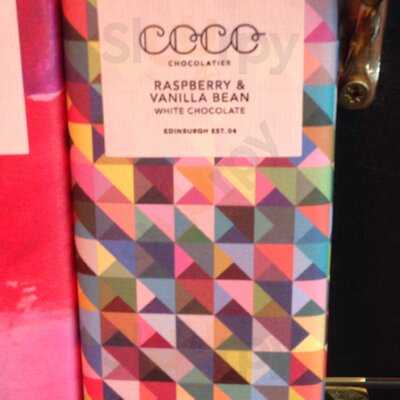 COCO
CHOCOLATIER
RASPBERRY &
VANILLA BEAN
WHITE CHOCOLATE
EDINBURGH EST. 04